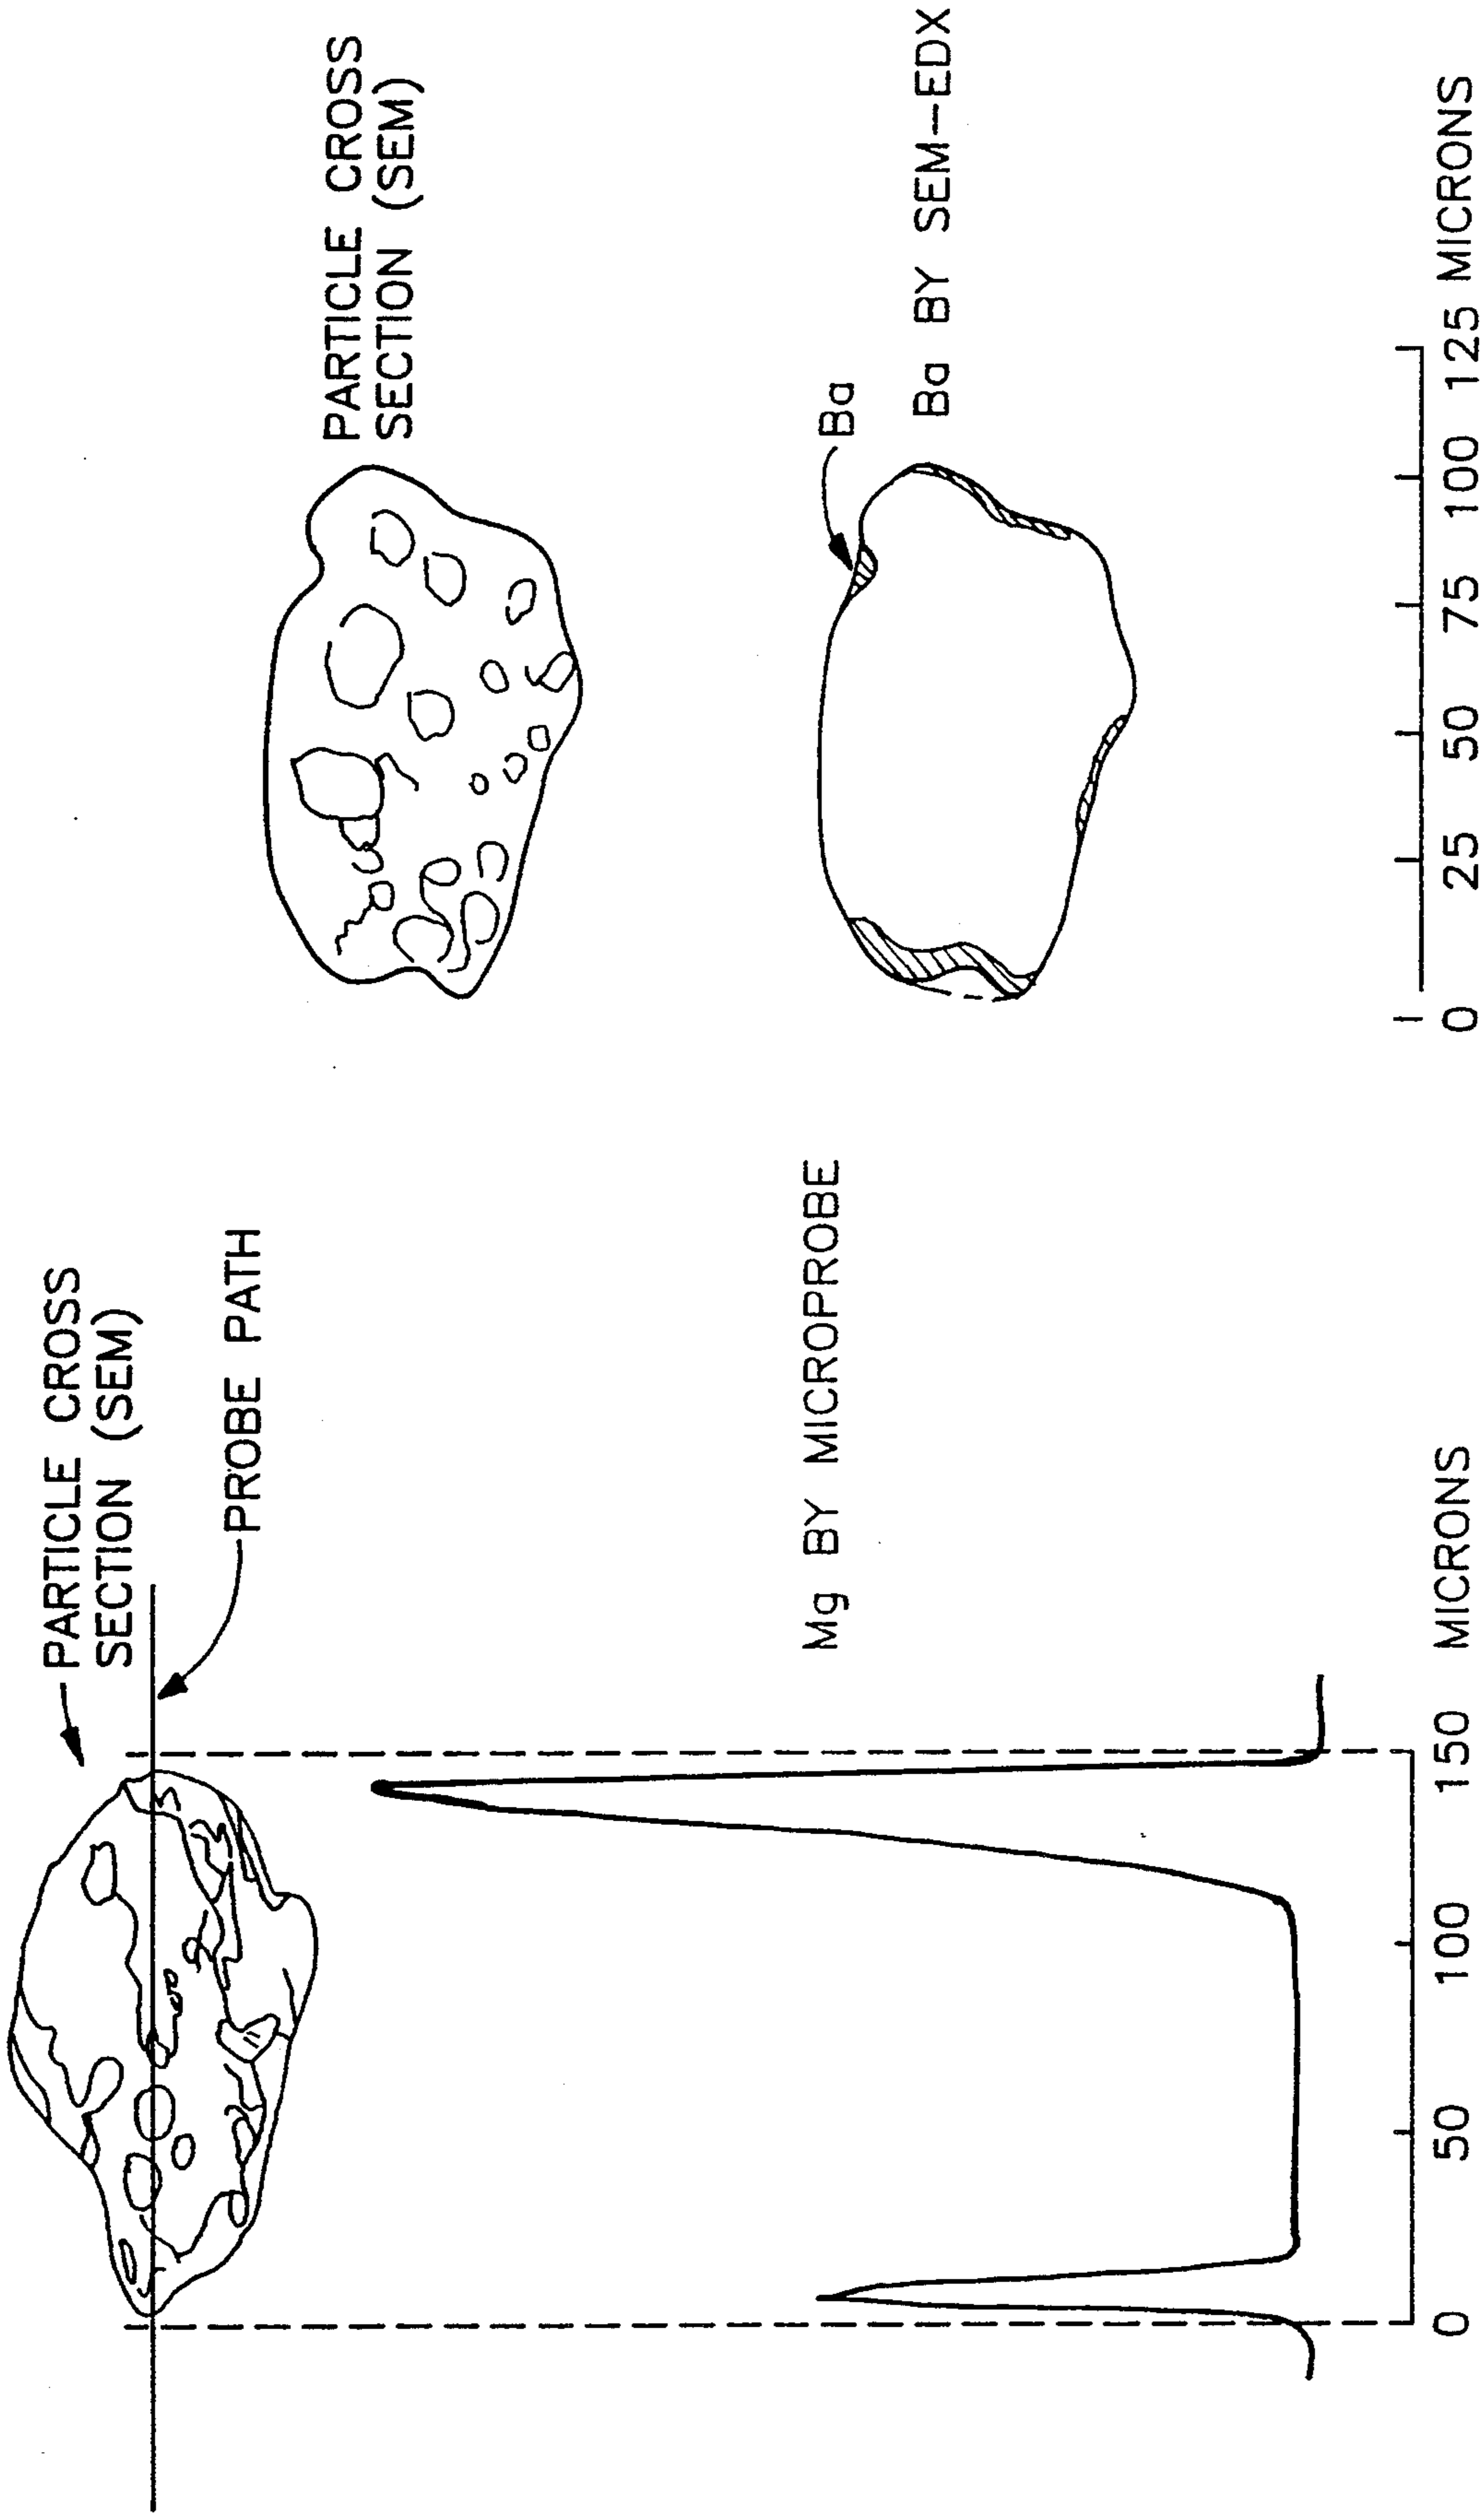 PARTICLE CROSS
SECTION (SEM)
PROBE PATH
Mg BY MICROPROBE
0 50 100 150 MICRONS
PARTICLE CROSS
SECTION (SEM)
Ba
Ba BY SEM-EDX
0 25 50 75 100 125 MICRONS